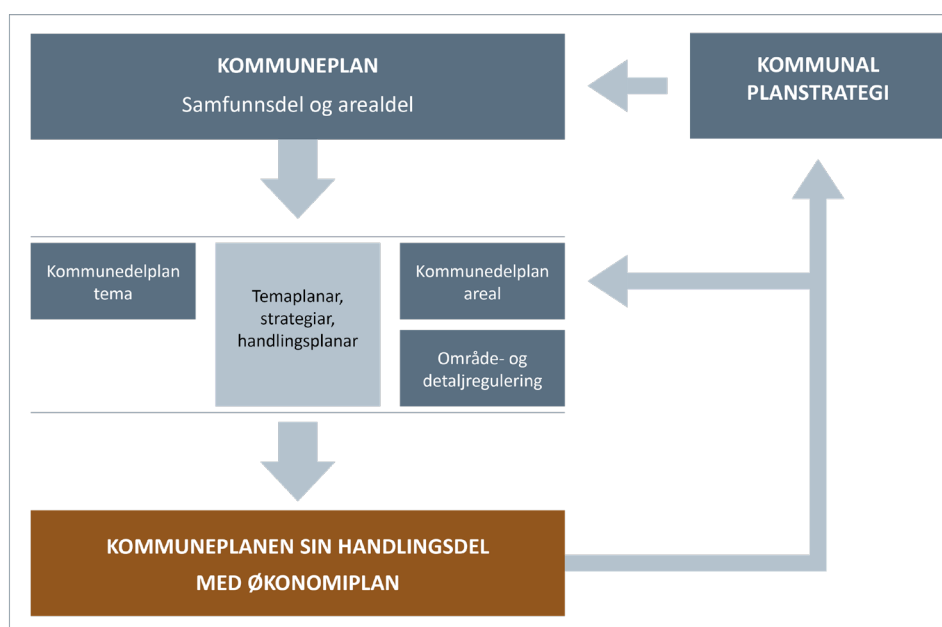 KOMMUNEPLAN
Samfunnsdel og arealdel
KOMMUNAL
PLANSTRATEGI
Kommunedelplan
tema
Temaplanar,
strategiar,
handlingsplanar
Kommunedelplan
areal
Område- og
detaljregulering
KOMMUNEPLANEN SIN HANDLINGSDEL
MED ØKONOMIPLAN